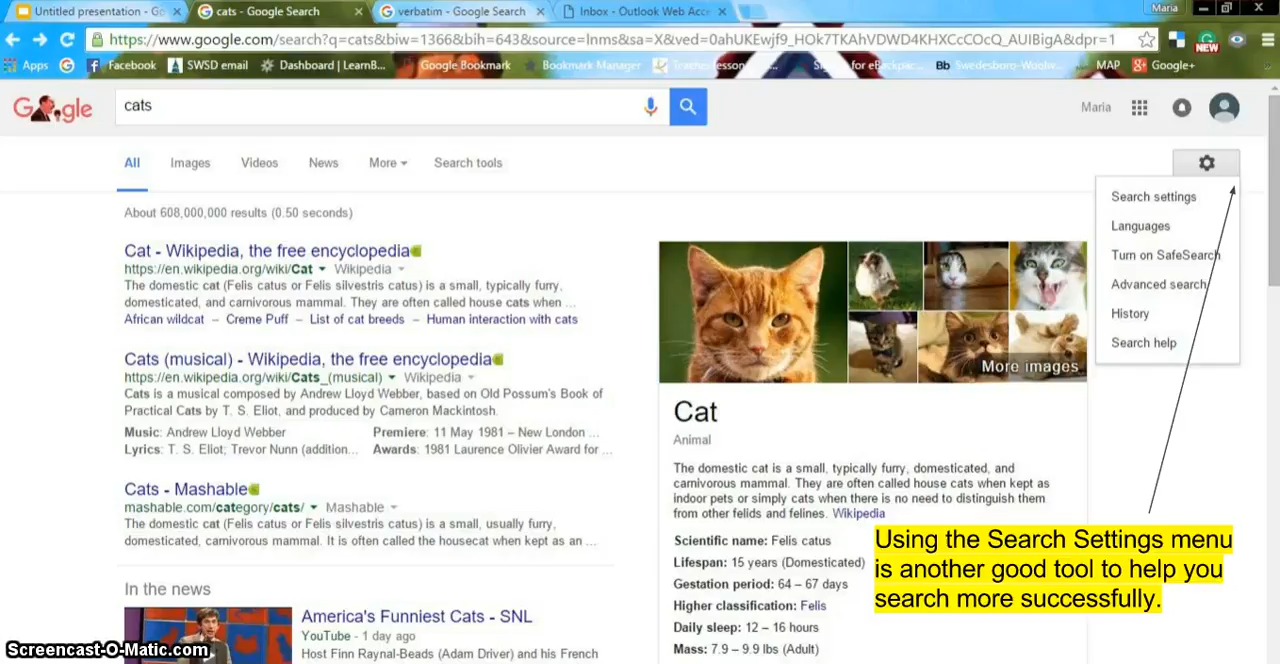 Untitled presentation - Go
cats - Google Search
verbatim - Google Search
Inbox - Outlook Web Acce
Maria
https://www.google.com/search?q=cats&biw=1366&bih=643&source=lnms&sa=X&ved=0ahUKEwjf9_HOk7TKAhVDWD4KHXCcCOcQ_AUIBigA&dpr=1
NEW
Apps
Facebook
SWSD email
Dashboard | LearnB...
Google Bookmark
Bookmark Manager
for eBackpac...
Bb Swedesboro-Woolw...
MAP
Google+
Google
cats
Maria
All Images Videos News More Search tools
About 608,000,000 results (0.50 seconds)
Cat - Wikipedia, the free encyclopedia
https://en.wikipedia.org/wiki/Cat Wikipedia
The domestic cat (Felis catus or Felis silvestris catus) is a small, typically furry,
domesticated, and carnivorous mammal. They are often called house cats when ...
African wildcat – Creme Puff – List of cat breeds – Human interaction with cats
Cats (musical) - Wikipedia, the free encyclopedia
https://en.wikipedia.org/wiki/Cats_(musical) Wikipedia
Cats is a musical composed by Andrew Lloyd Webber, based on Old Possum's Book of
Practical Cats by T. S. Eliot, and produced by Cameron Mackintosh.
Music: Andrew Lloyd Webber Premiere: 11 May 1981 – New London ...
Lyrics: T. S. Eliot; Trevor Nunn (addition... Awards: 1981 Laurence Olivier Award for ...
Cats - Mashable
mashable.com/category/cats/ Mashable
The domestic cat (Felis catus or Felis silvestris catus) is a small, usually furry,
domesticated, carnivorous mammal. It is often called the housecat when kept as an ...
In the news
America's Funniest Cats - SNL
YouTube - 1 day ago
Host Finn Raynal-Beads (Adam Driver) and his French
Search settings
Languages
Turn on SafeSearch
Advanced search
History
Search help
More images
Cat
Animal
The domestic cat is a small, typically furry, domesticated, and
carnivorous mammal. They are often called house cats when kept as
indoor pets or simply cats when there is no need to distinguish them
from other felids and felines. Wikipedia
Scientific name: Felis catus
Lifespan: 15 years (Domesticated)
Gestation period: 64 – 67 days
Higher classification: Felis
Daily sleep: 12 – 16 hours
Mass: 7.9 – 9.9 lbs (Adult)
Using the Search Settings menu
is another good tool to help you
search more successfully.
Screencast-O-Matic.com